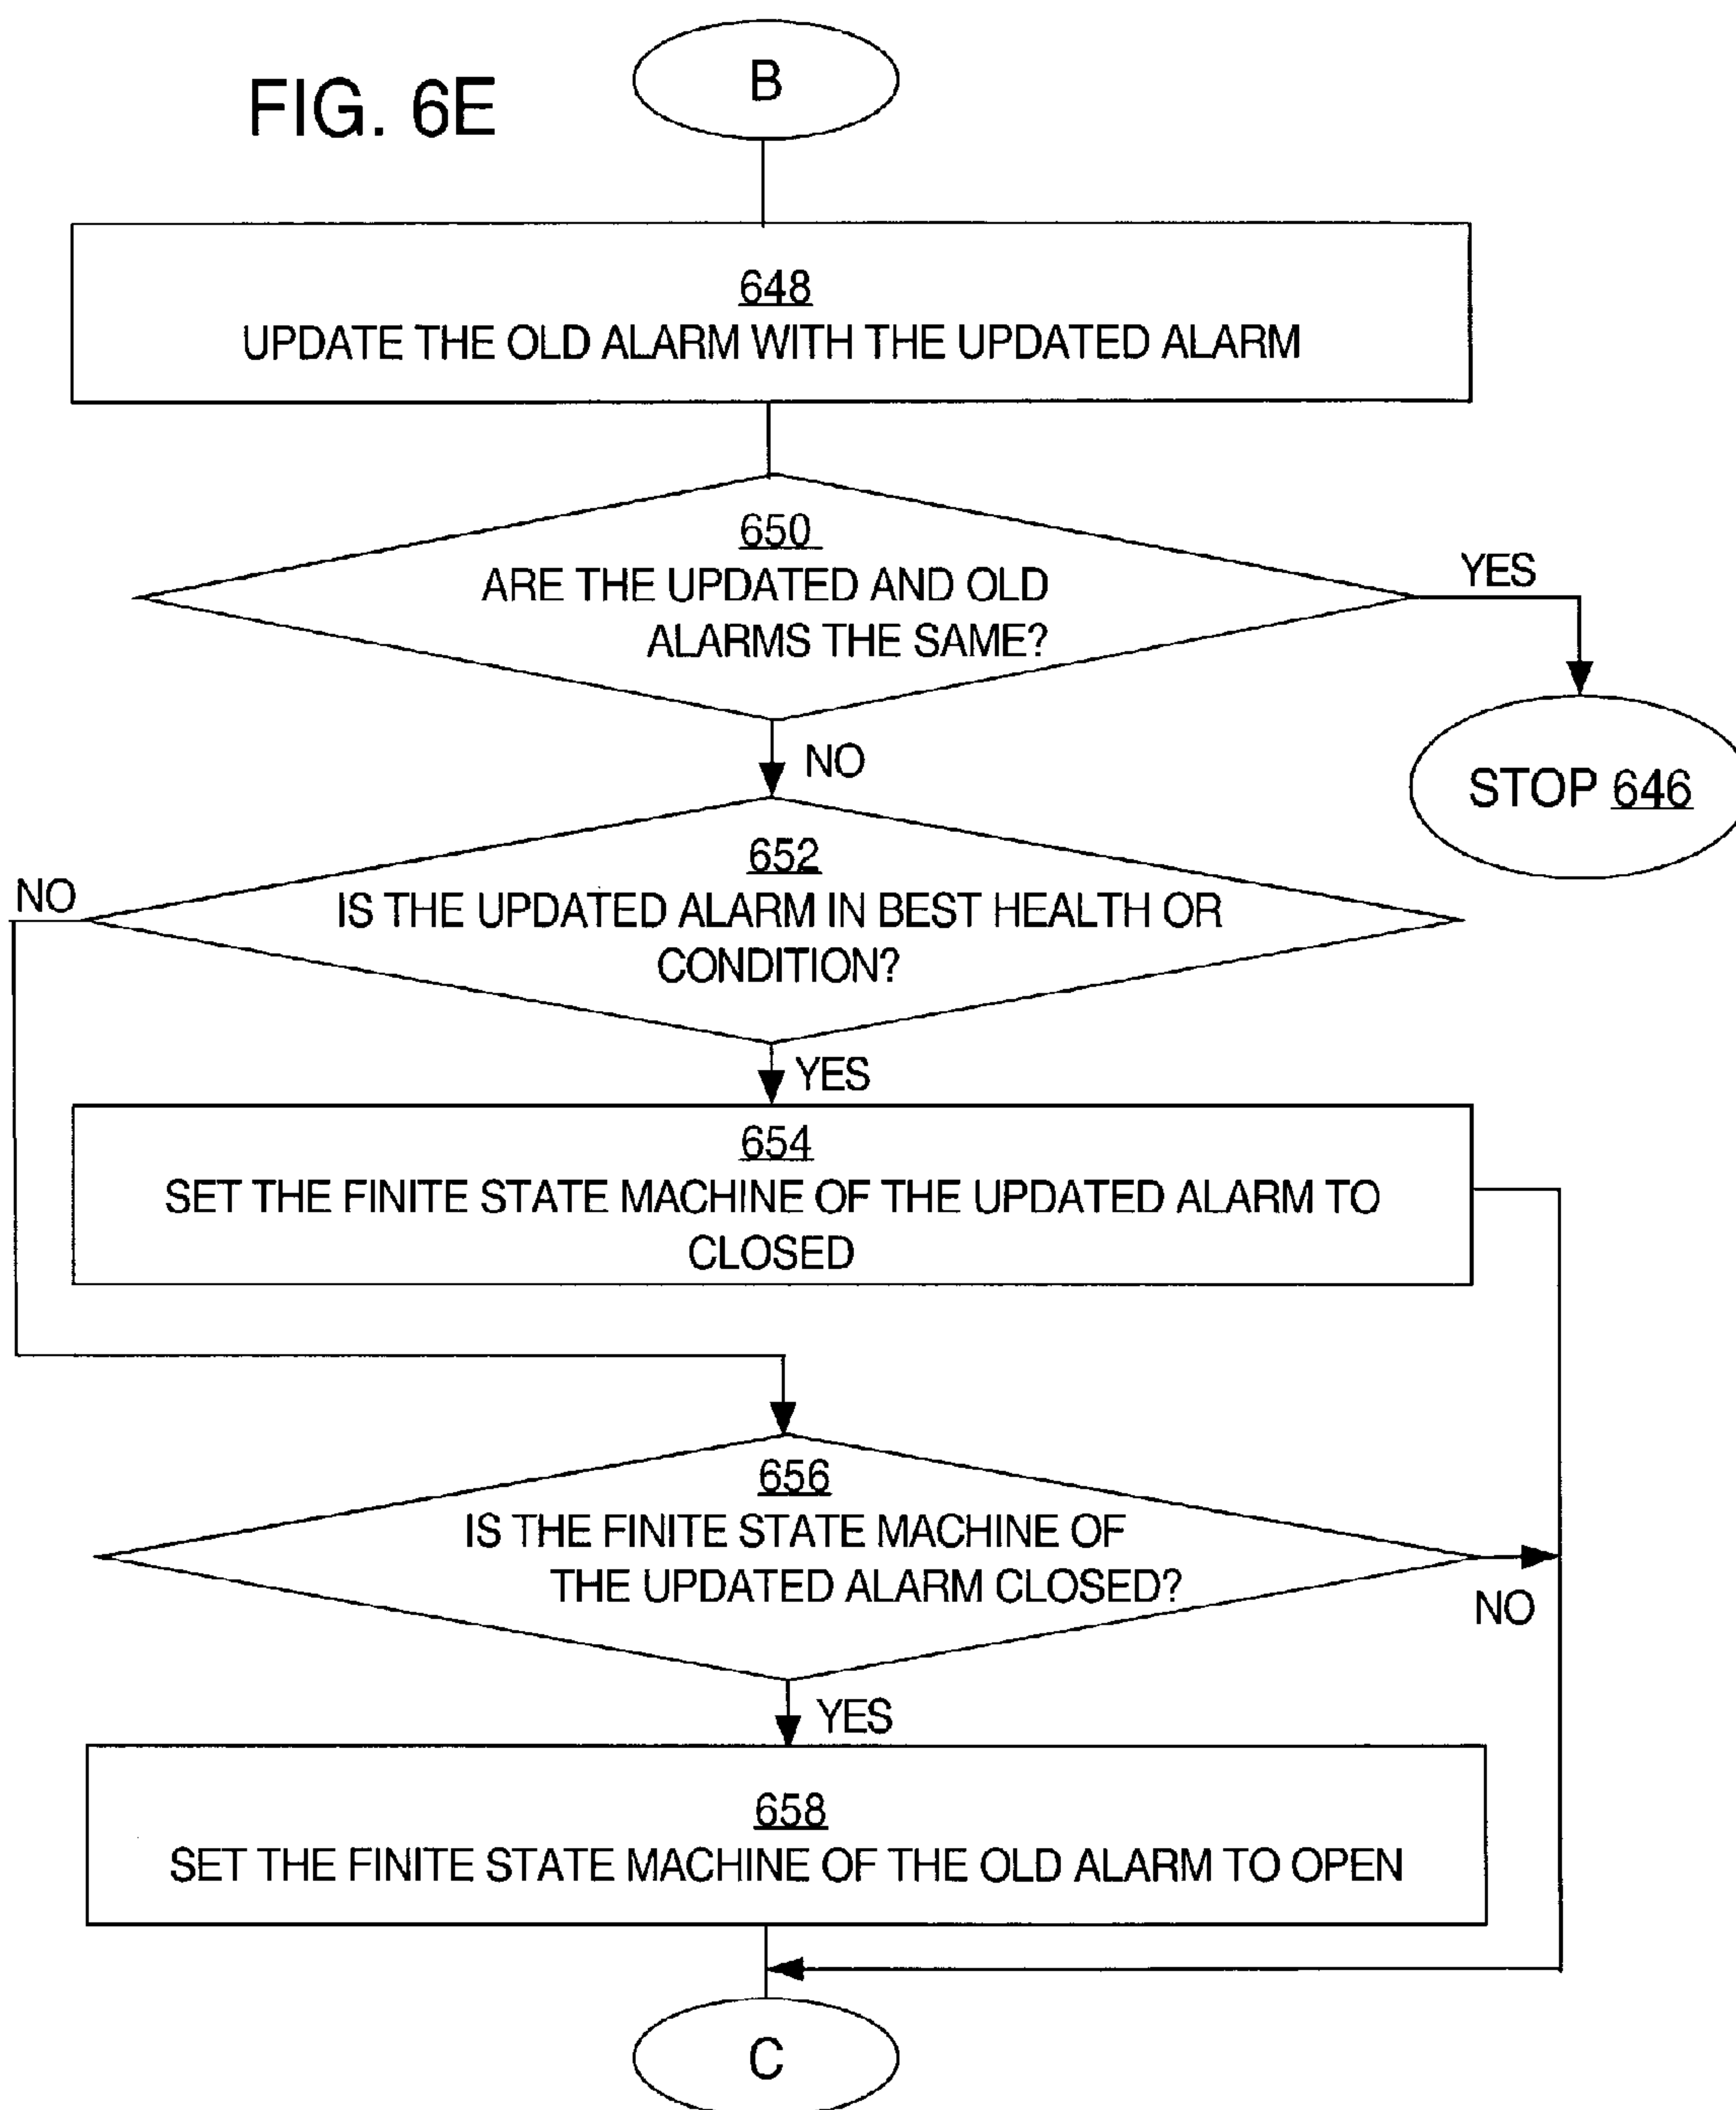 FIG. 6E
B
648
UPDATE THE OLD ALARM WITH THE UPDATED ALARM
650
ARE THE UPDATED AND OLD
ALARMS THE SAME?
YES
STOP 646
NO
652
IS THE UPDATED ALARM IN BEST HEALTH OR
CONDITION?
NO
YES
654
SET THE FINITE STATE MACHINE OF THE UPDATED ALARM TO
CLOSED
656
IS THE FINITE STATE MACHINE OF
THE UPDATED ALARM CLOSED?
NO
YES
658
SET THE FINITE STATE MACHINE OF THE OLD ALARM TO OPEN
C